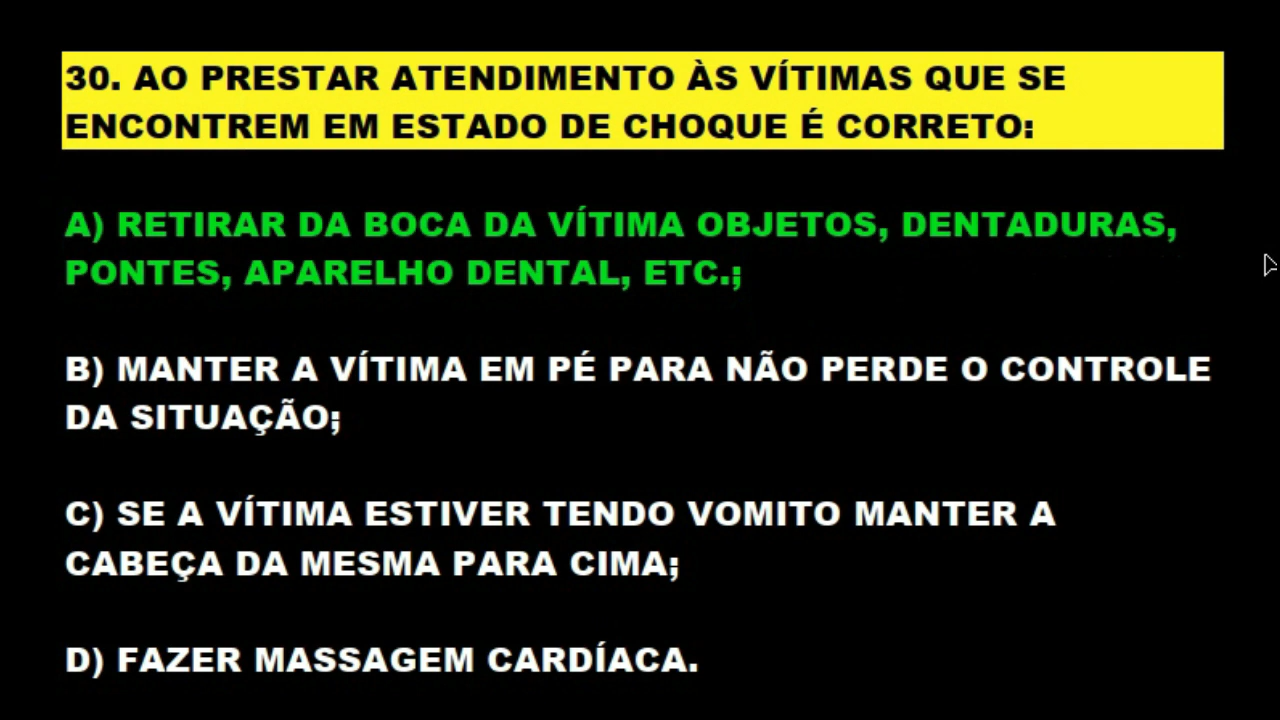 30. AO PRESTAR ATENDIMENTO ÀS VÍTIMAS QUE SE
ENCONTREM EM ESTADO DE CHOQUE É CORRETO:
A) RETIRAR DA BOCA DA VÍTIMA OBJETOS, DENTADURAS,
PONTES, APARELHO DENTAL, ETC.;
B) MANTER A VÍTIMA EM PÉ PARA NÃO PERDE O CONTROLE
DA SITUAÇÃO;
C) SE A VÍTIMA ESTIVER TENDO VOMITO MANTER A
CABEÇA DA MESMA PARA CIMA;
D) FAZER MASSAGEM CARDÍACA.